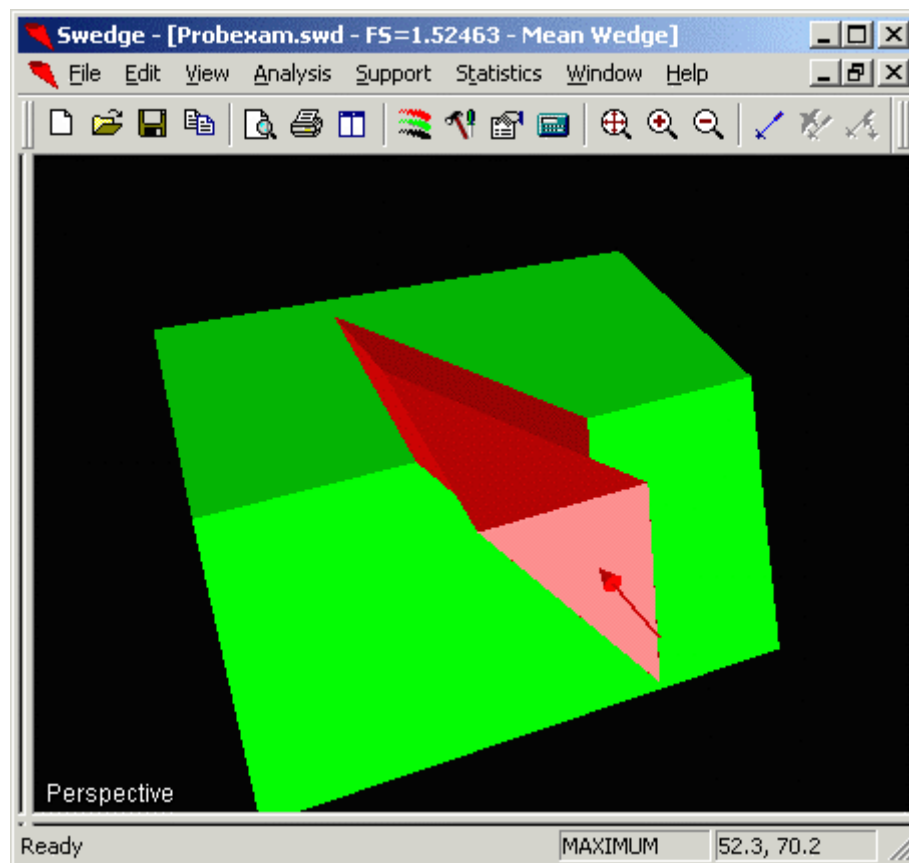 Swedge - [Probexam.swd - FS=1.52463 - Mean Wedge]
File Edit View Analysis Support Statistics Window Help
Perspective
Ready MAXIMUM 52.3, 70.2